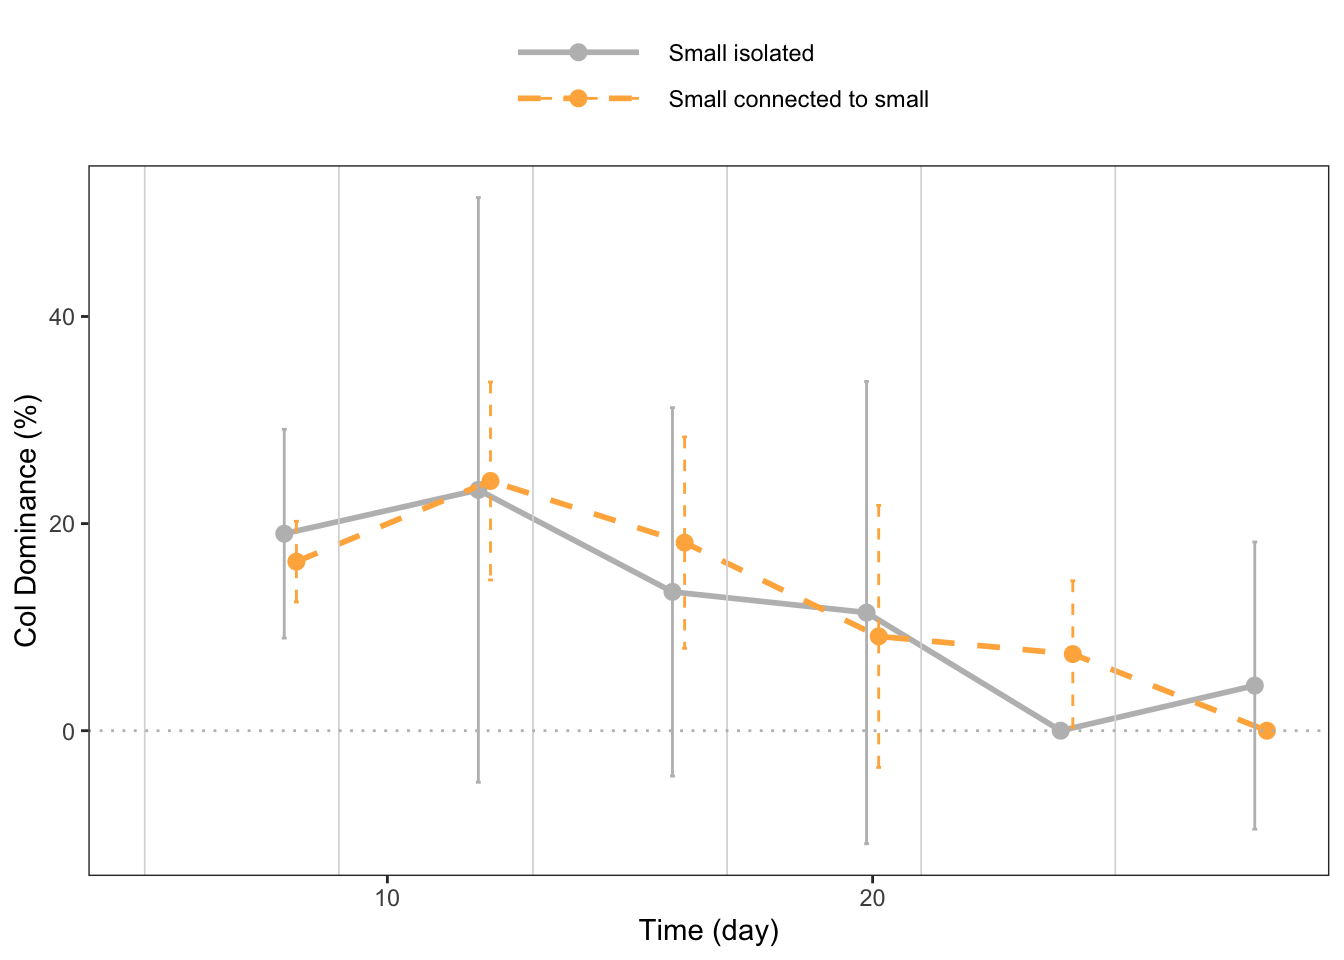 Small isolated
Small connected to small
Col Dominance (%)
40
20
0
10 20
Time (day)